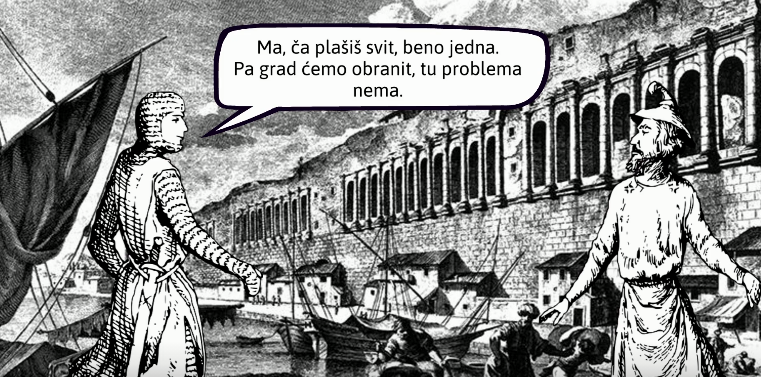 Ma, ča plašiš svit, beno jedna.
Pa grad ćemo obranit, tu problema
nema.